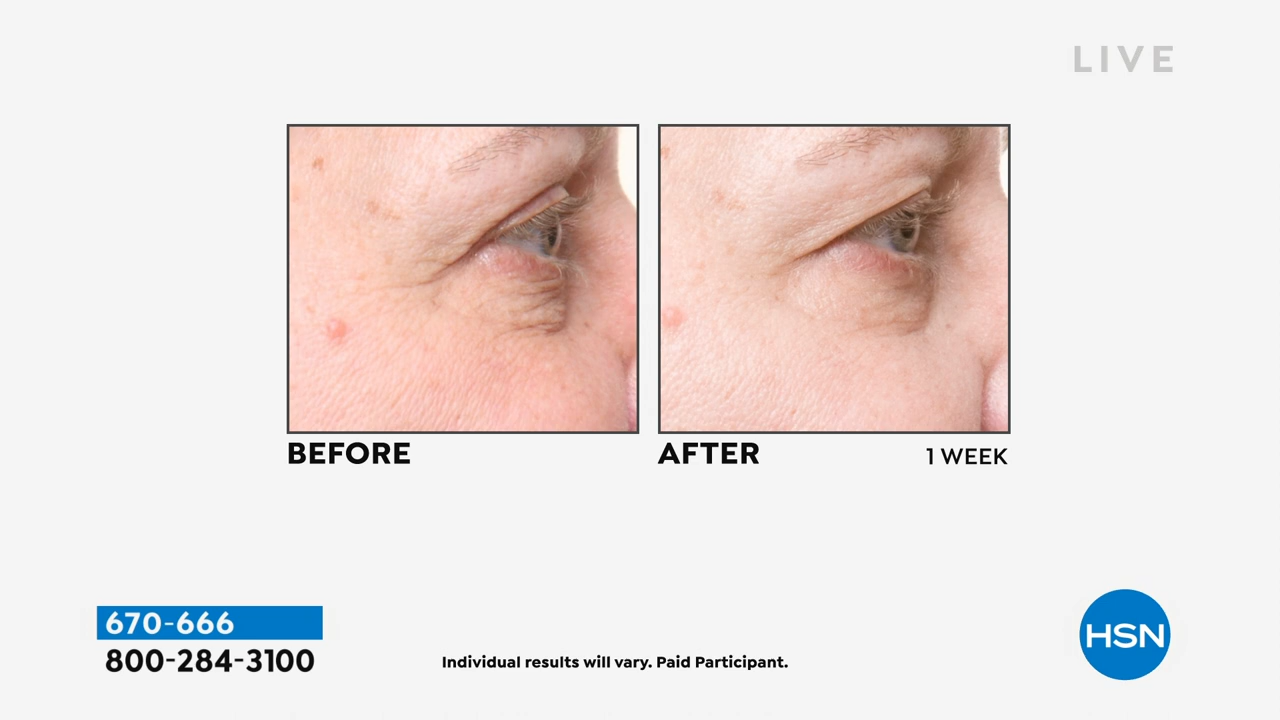 LIVE
BEFORE
AFTER
1 WEEK
670-666
800-284-3100
Individual results will vary. Paid Participant.
HSN